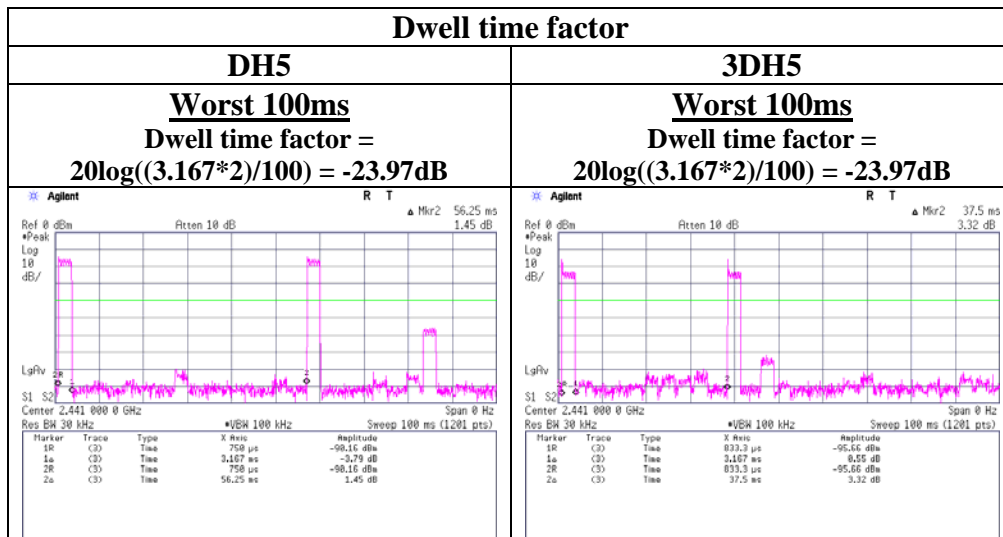 Dwell time factor
DH5
Worst 100ms
Dwell time factor =
20log((3.167*2)/100) = -23.97dB
Agilent R T
Mkr2 56.25 ms
Ref 0 dBm Atten 10 dB 1.45 dB
*Peak
Log
10
dB/
LgAv
S1 S2
2R
1
2
Center 2.441 000 0 GHz Span 0 Hz
Res BW 30 kHz *VBW 100 kHz Sweep 100 ms (1201 pts)
Marker Trace Type X Axis Amplitude
1R (3) Time 750 µs -90.16 dBm
1Δ (3) Time 3.167 ms -3.79 dB
2R (3) Time 750 µs -90.16 dBm
2Δ (3) Time 56.25 ms 1.45 dB
3DH5
Worst 100ms
Dwell time factor =
20log((3.167*2)/100) = -23.97dB
Agilent R T
Δ Mkr2 37.5 ms
Ref 0 dBm Atten 10 dB 3.32 dB
*Peak
Log
10
dB/
LgAv
S1 S2
1
2
Center 2.441 000 0 GHz Span 0 Hz
Res BW 30 kHz *VBW 100 kHz Sweep 100 ms (1201 pts)
Marker Trace Type X Axis Amplitude
1R (3) Time 833.3 µs -95.66 dBm
1Δ (3) Time 3.167 ms 0.55 dB
2R (3) Time 833.3 µs -95.66 dBm
2Δ (3) Time 37.5 ms 3.32 dB